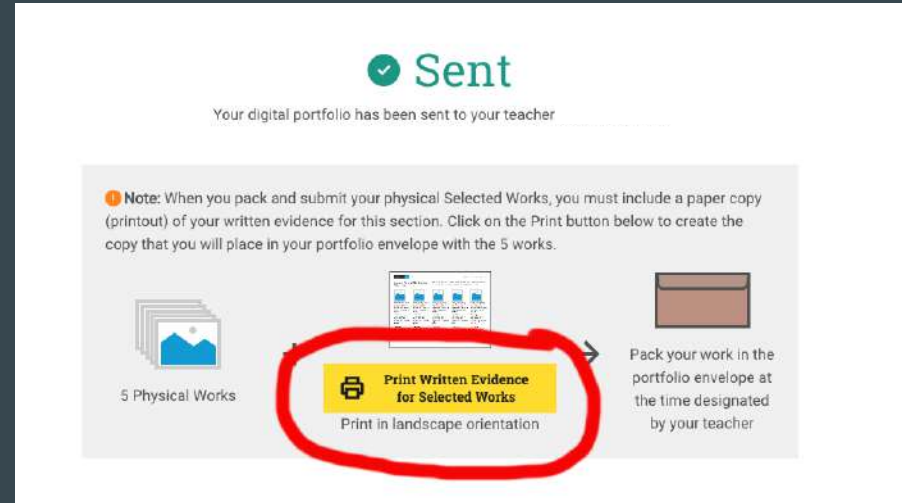 Sent
Your digital portfolio has been sent to your teacher
Note: When you pack and submit your physical Selected Works, you must include a paper copy
(printout) of your written evidence for this section. Click on the Print button below to create the
copy that you will place in your portfolio envelope with the 5 works.
5 Physical Works
Print Written Evidence
for Selected Works
Print in landscape orientation
Pack your work in the
portfolio envelope at
the time designated
by your teacher